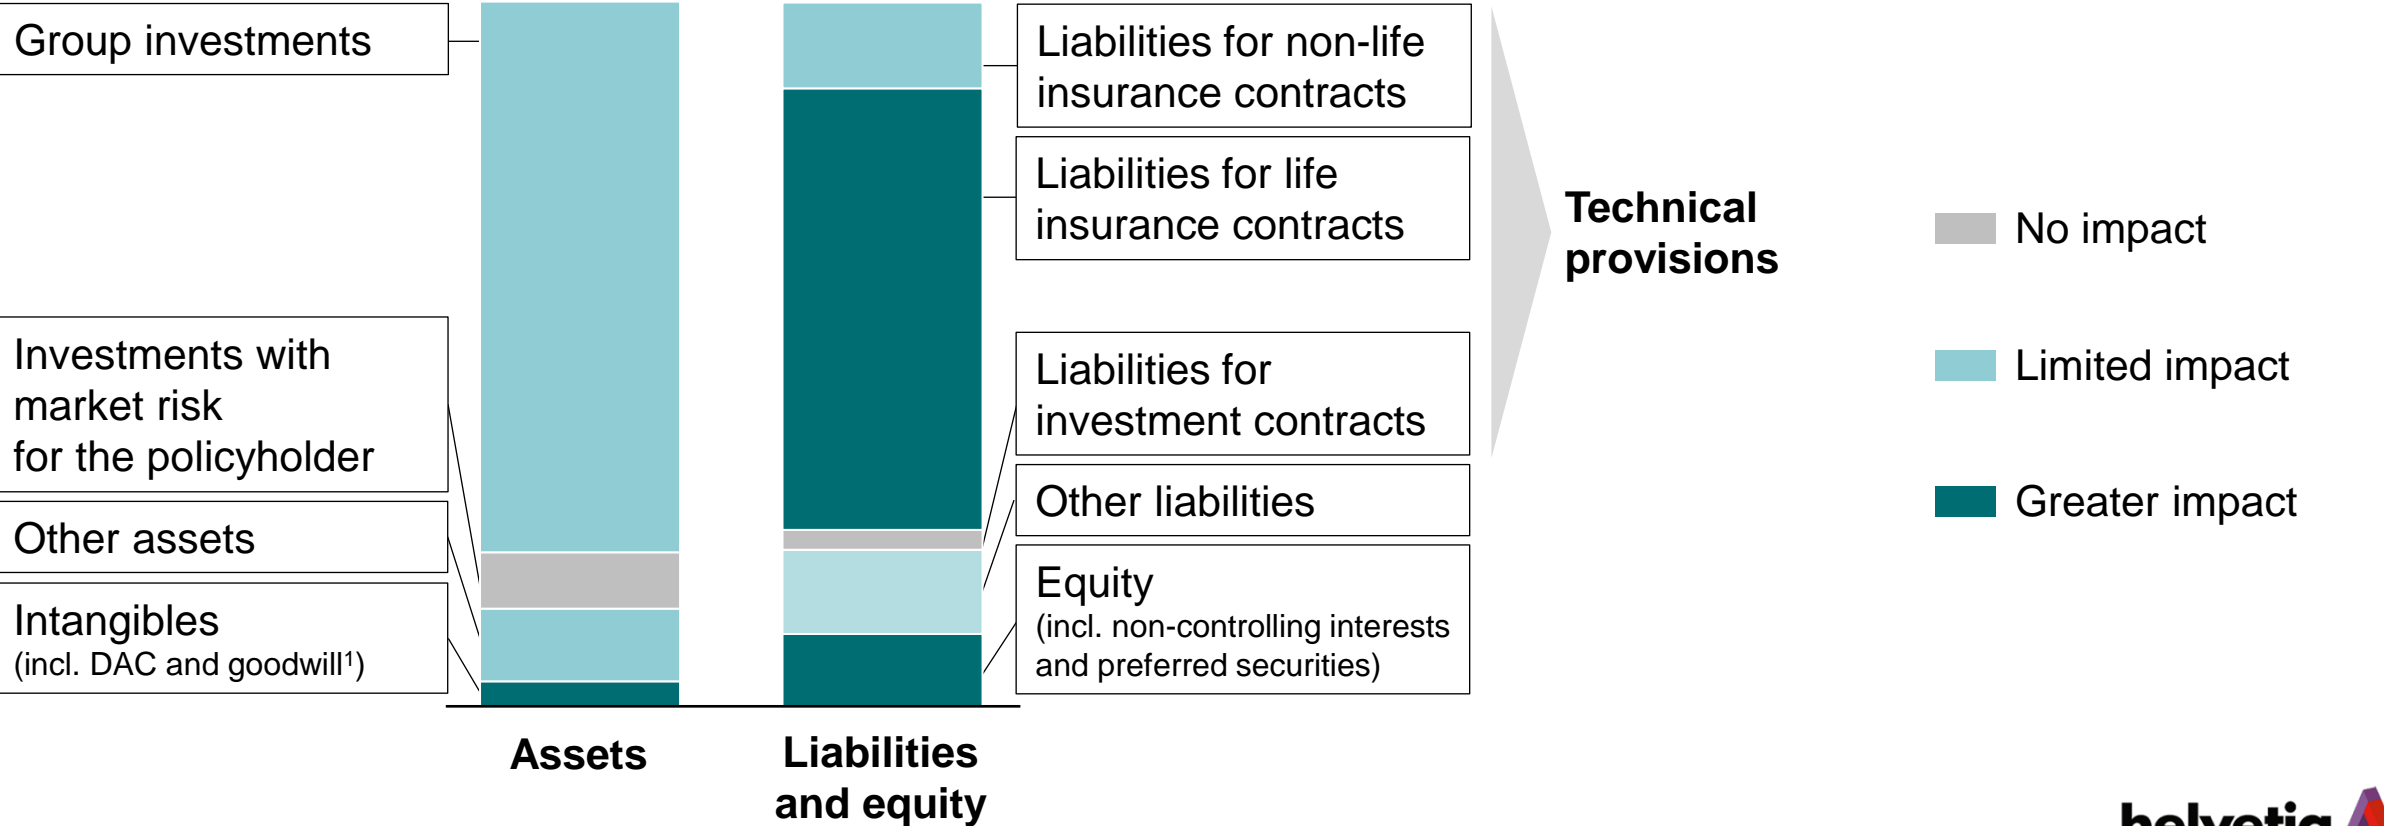 Group investments
Investments with
market risk
for the policyholder
Other assets
Intangibles
(incl. DAC and goodwill¹)
Liabilities for non-life
insurance contracts
Liabilities for life
insurance contracts
Liabilities for
investment contracts
Other liabilities
Equity
(incl. non-controlling interests
and preferred securities)
Technical
provisions
No impact
Limited impact
Greater impact
Assets
Liabilities
and equity
helvetia